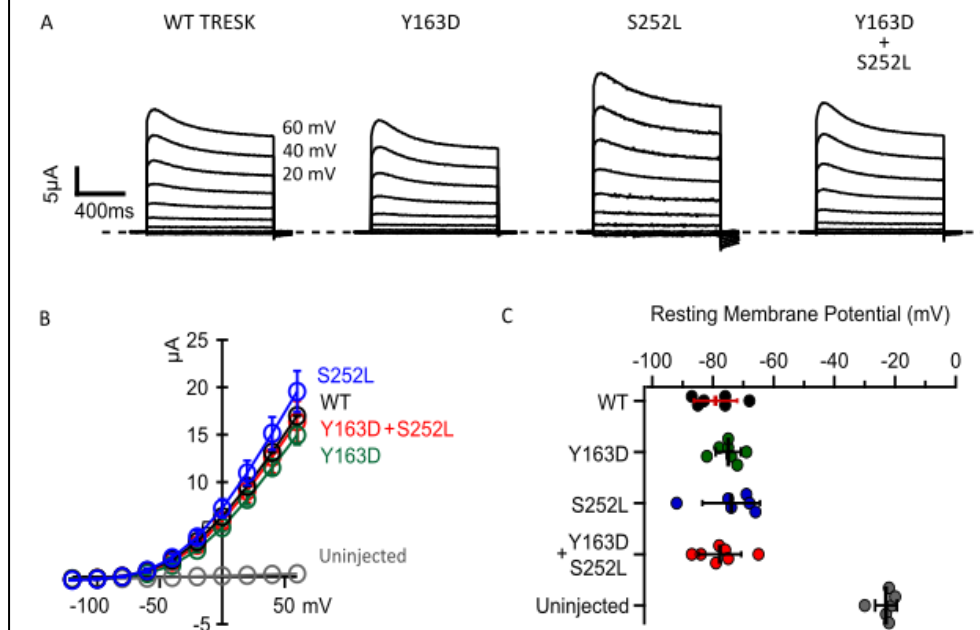 A
WT TRESK
Y163D
S252L
Y163D
+
S252L
60 mV
40 mV
20 mV
5μA
400ms
B
μA
25
20
15
10
5
-5
-100
-50
50 mV
S252L
WT
Y163D+S252L
Y163D
Uninjected
C
Resting Membrane Potential (mV)
-100
-80
-60
-40
-20
0
WT
Y163D
S252L
Y163D
+
S252L
Uninjected